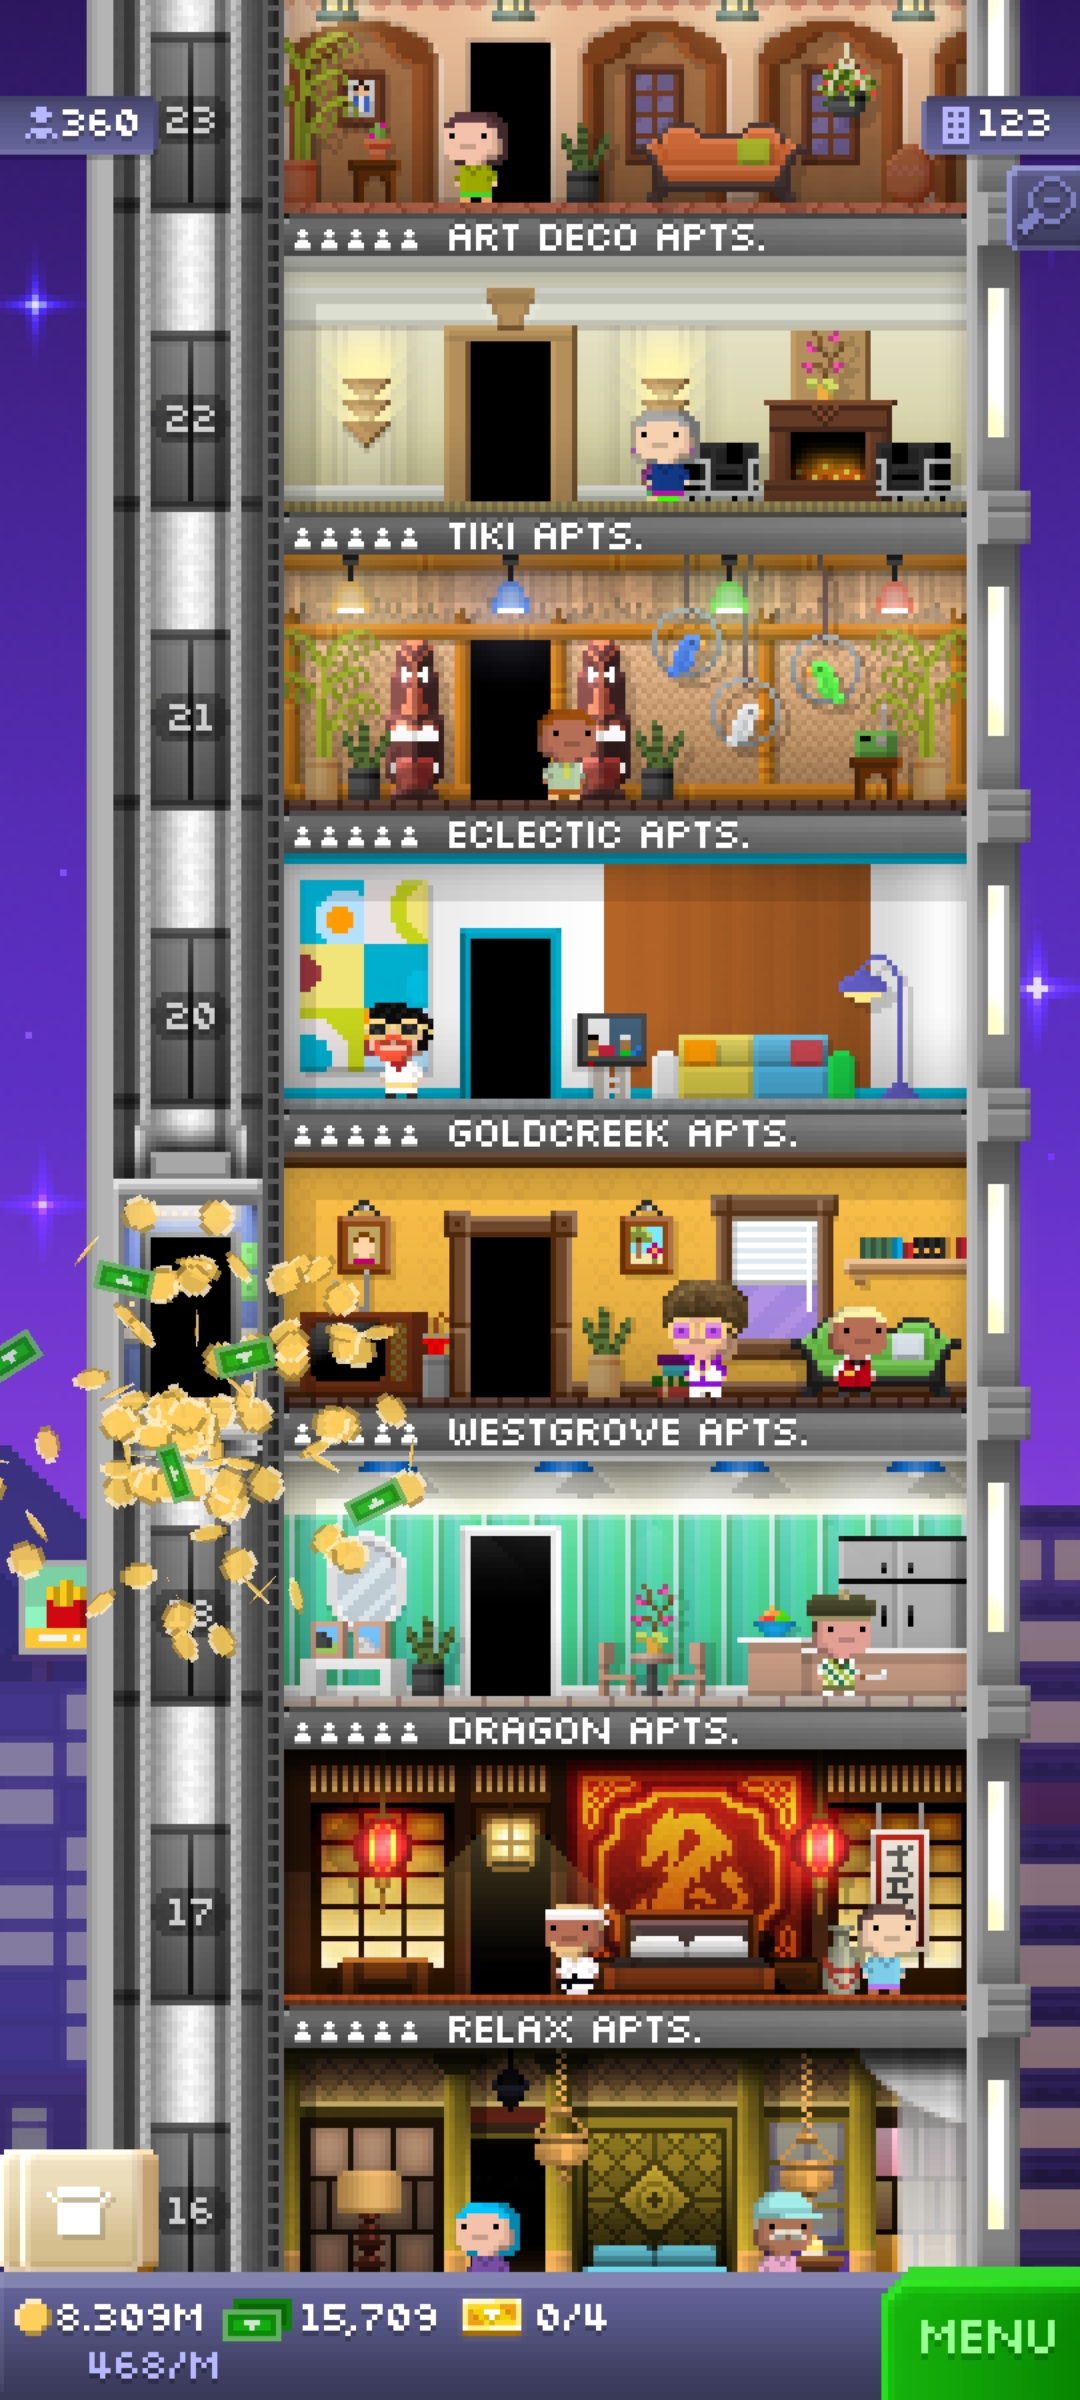 360
23
123
ART DECO APTS.
22
TIKI APTS.
21
ECLECTIC APTS.
20
GOLDCREEK APTS.
WESTGROVE APTS.
DRAGON APTS.
17
RELAX APTS.
16
8.309M 15,709 0/4
468/M
MENU